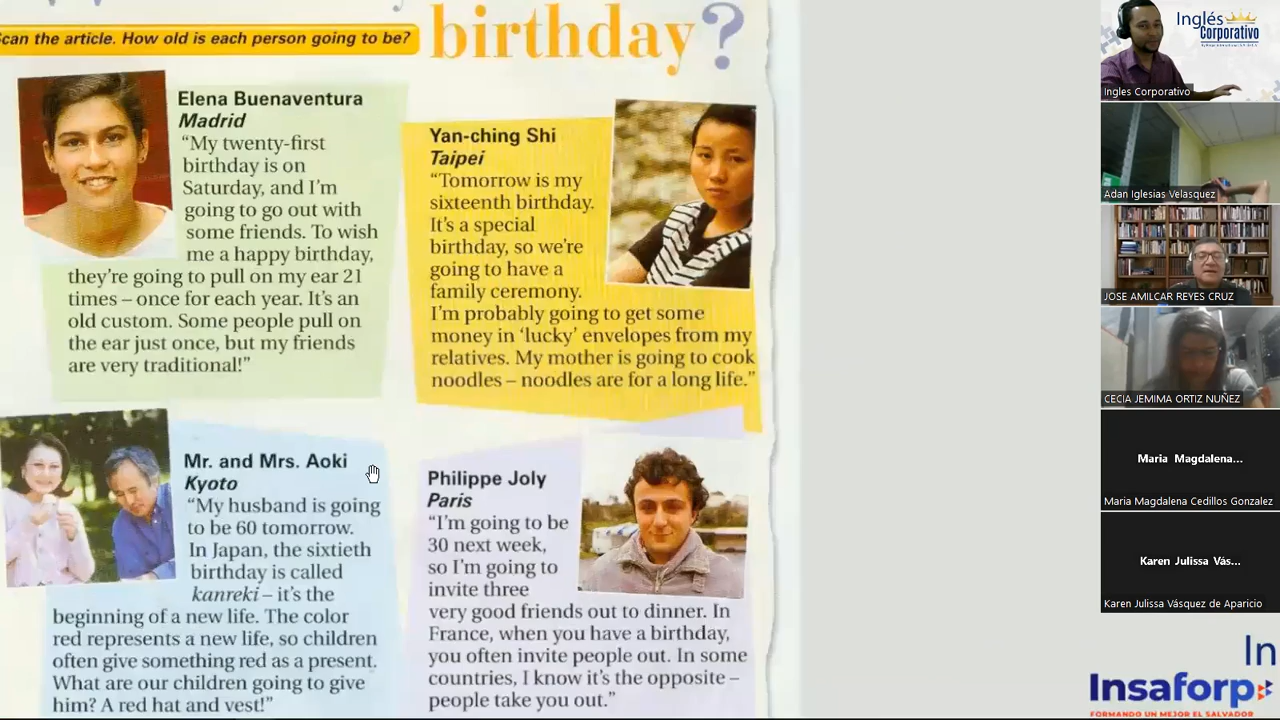 Scan the article. How old is each person going to be?
birthday?
Elena Buenaventura
Madrid
"My twenty-first
birthday is on
Saturday, and I'm
going to go out with
some friends. To wish
me a happy birthday,
they're going to pull on my ear 21
times – once for each year. It's an
old custom. Some people pull on
the ear just once, but my friends
are very traditional!"
Yan-ching Shi
Taipei
"Tomorrow is my
sixteenth birthday.
It's a special
birthday, so we're
going to have a
family ceremony.
I'm probably going to get some
money in 'lucky' envelopes from my
relatives. My mother is going to cook
noodles – noodles are for a long life."
Mr. and Mrs. Aoki
Kyoto
"My husband is going
to be 60 tomorrow.
In Japan, the sixtieth
birthday is called
kanreki – it's the
beginning of a new life. The color
red represents a new life, so children
often give something red as a present.
What are our children going to give
him? A red hat and vest!"
Philippe Joly
Paris
"I'm going to be
30 next week,
so I'm going to
invite three
very good friends out to dinner. In
France, when you have a birthday,
you often invite people out. In some
countries, I know it's the opposite –
people take you out."
Inglés
Corporativo
Ingles Corporativo
Adan Iglesias Velasquez
JOSE AMILCAR REYES CRUZ
CECIA JEMIMA ORTIZ NUÑEZ
Maria Magdalena...
Maria Magdalena Cedillos Gonzalez
Karen Julissa Vás...
Karen Julissa Vásquez de Aparicio
In
Insaforp
FORMANDO UN MEJOR EL SALVADOR